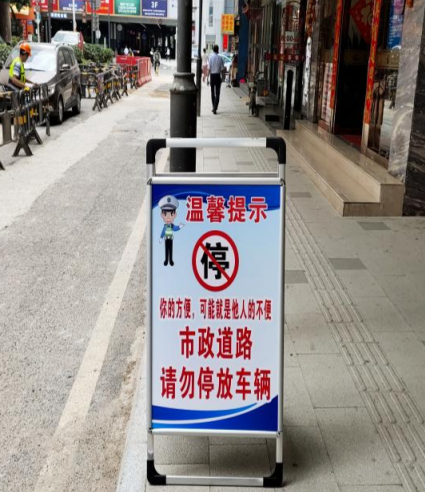 3F
温馨提示
停
你的方便，可能就是他人的不便
市政道路
请勿停放车辆